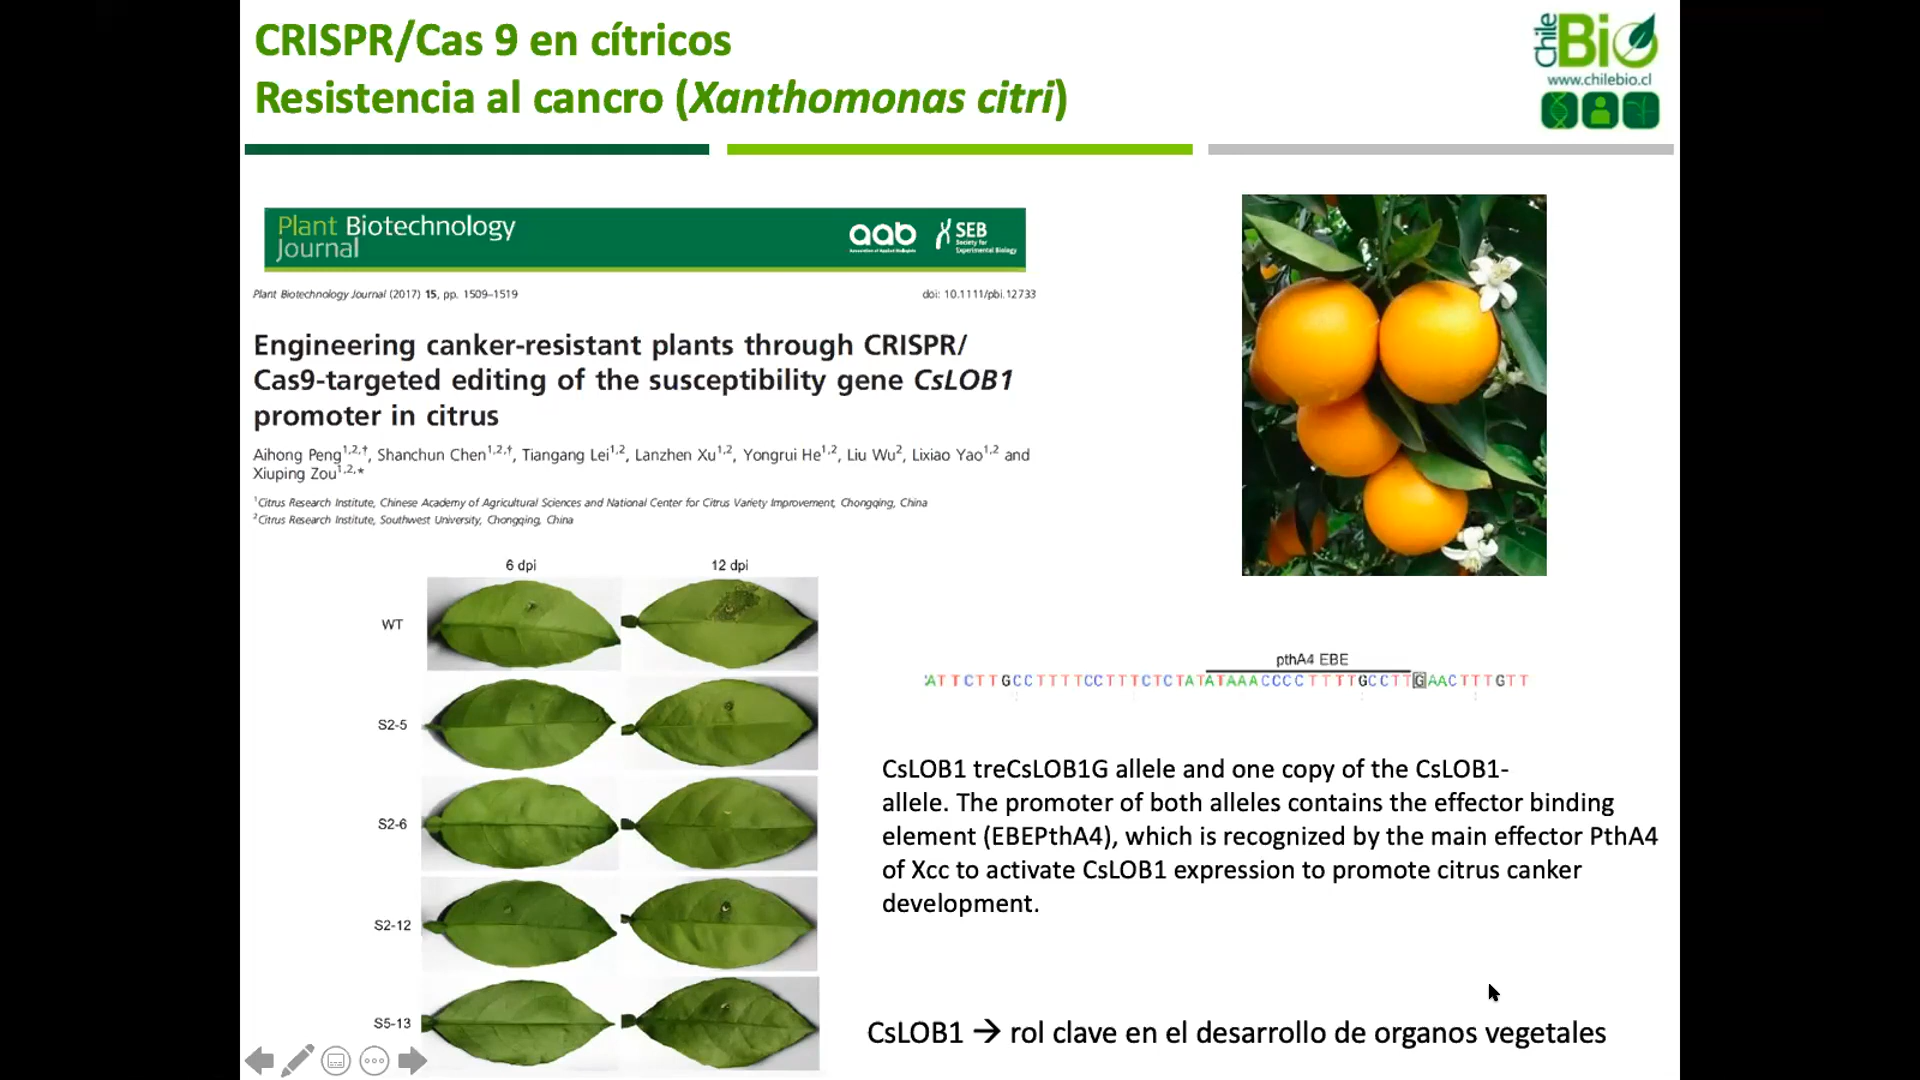 CRISPR/Cas 9 en cítricos
Resistencia al cancro (Xanthomonas citri)
Chile
Bio
www.chilebio.cl
Plant Biotechnology
Journal
aab
Association of Applied Biologists
SEB
Society for
Experimental Biology
Plant Biotechnology Journal (2017) 15, pp. 1509–1519
doi: 10.1111/pbi.12733
Engineering canker-resistant plants through CRISPR/
Cas9-targeted editing of the susceptibility gene CsLOB1
promoter in citrus
Aihong Peng1,2,†, Shanchun Chen1,2,†, Tiangang Lei1,2, Lanzhen Xu1,2, Yongrui He1,2, Liu Wu2, Lixiao Yao1,2 and
Xiuping Zou1,2,*
1Citrus Research Institute, Chinese Academy of Agricultural Sciences and National Center for Citrus Variety Improvement, Chongqing, China
2Citrus Research Institute, Southwest University, Chongqing, China
6 dpi 12 dpi
WT
S2-5
S2-6
S2-12
S5-13
pthA4 EBE
ATTCTTGCCTTTTCCTTTCTCTATATAAACCCCTTTTGCCTTGAACTTTGTT
CsLOB1 treCsLOB1G allele and one copy of the CsLOB1-
allele. The promoter of both alleles contains the effector binding
element (EBEPthA4), which is recognized by the main effector PthA4
of Xcc to activate CsLOB1 expression to promote citrus canker
development.
CsLOB1 → rol clave en el desarrollo de organos vegetales